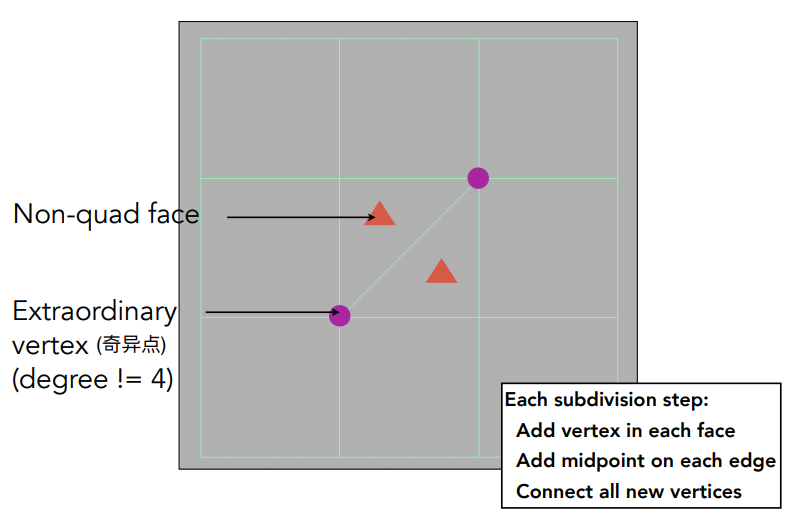 Non-quad face
Extraordinary
vertex (奇异点)
(degree != 4)
Each subdivision step:
Add vertex in each face
Add midpoint on each edge
Connect all new vertices